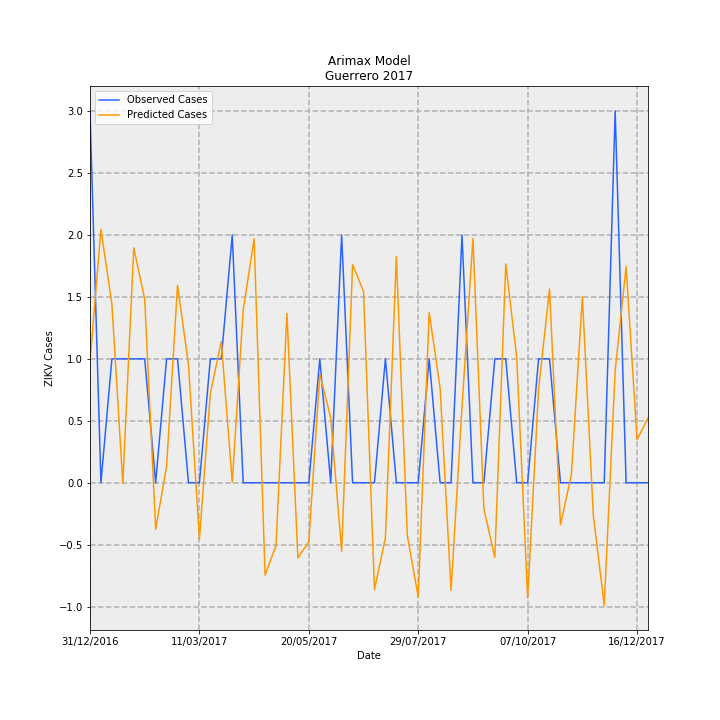 Arimax Model
Guerrero 2017
Observed Cases
Predicted Cases
3.0
2.5
2.0
1.5
1.0
0.5
0.0
−0.5
−1.0
ZIKV Cases
31/12/2016
11/03/2017
20/05/2017
29/07/2017
07/10/2017
16/12/2017
Date